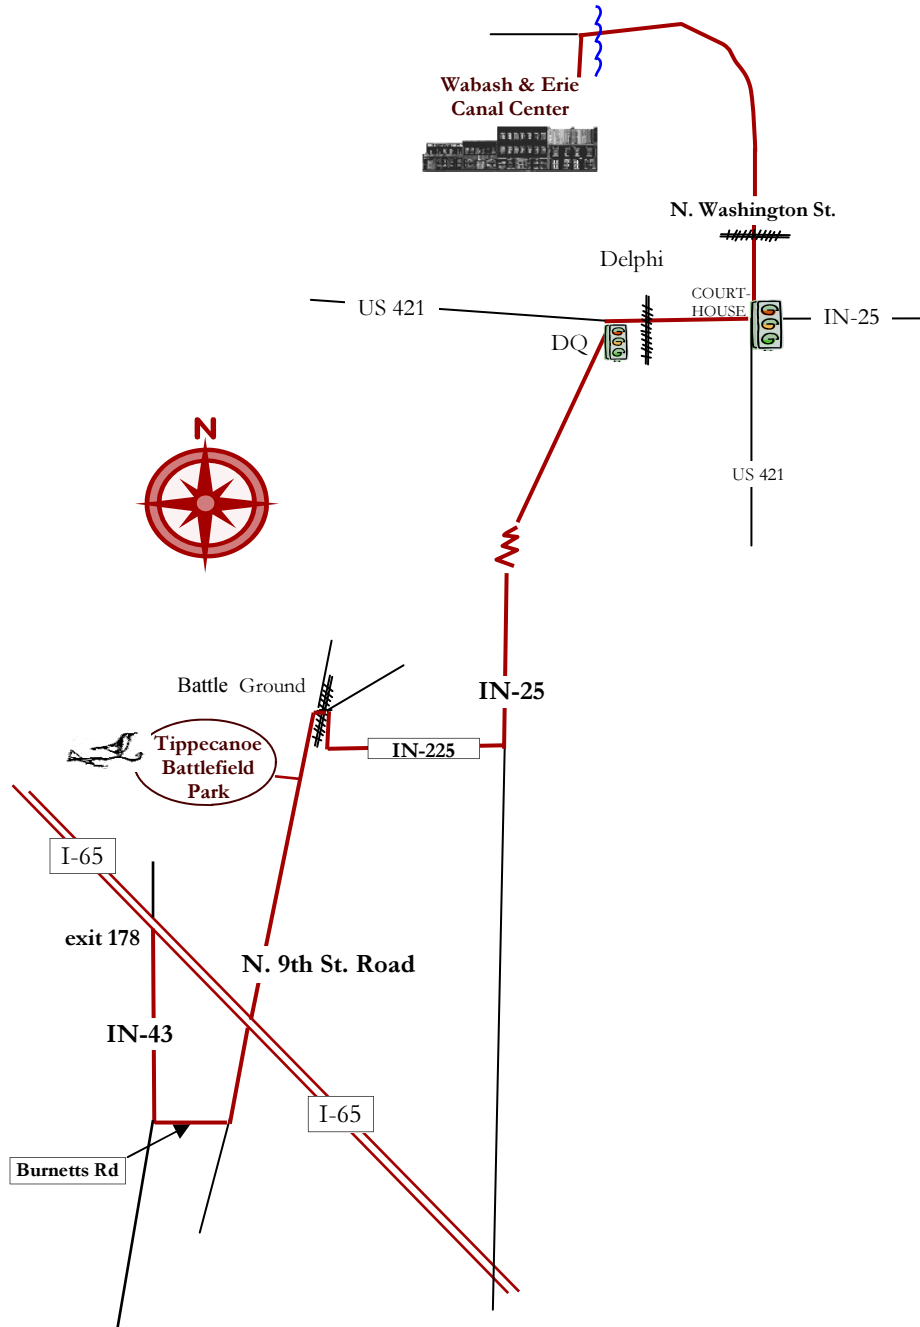 Wabash & Erie
Canal Center
N. Washington St.
Delphi
COURT-
HOUSE
US 421
IN-25
DQ
US 421
N
IN-25
Battle Ground
Tippecanoe
Battlefield
Park
IN-225
I-65
exit 178
N. 9th St. Road
IN-43
I-65
Burnetts Rd